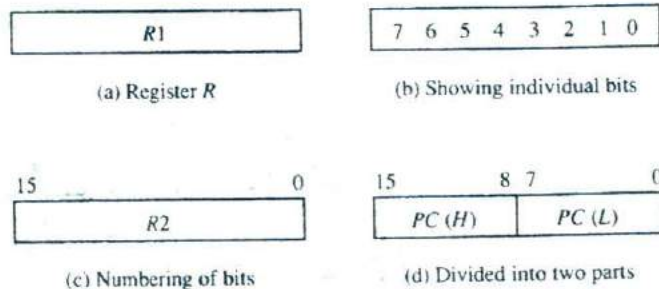 R1
7 6 5 4 3 2 1 0
(a) Register R
(b) Showing individual bits
15 0
R2
(c) Numbering of bits
15 8 7 0
PC (H) PC (L)
(d) Divided into two parts